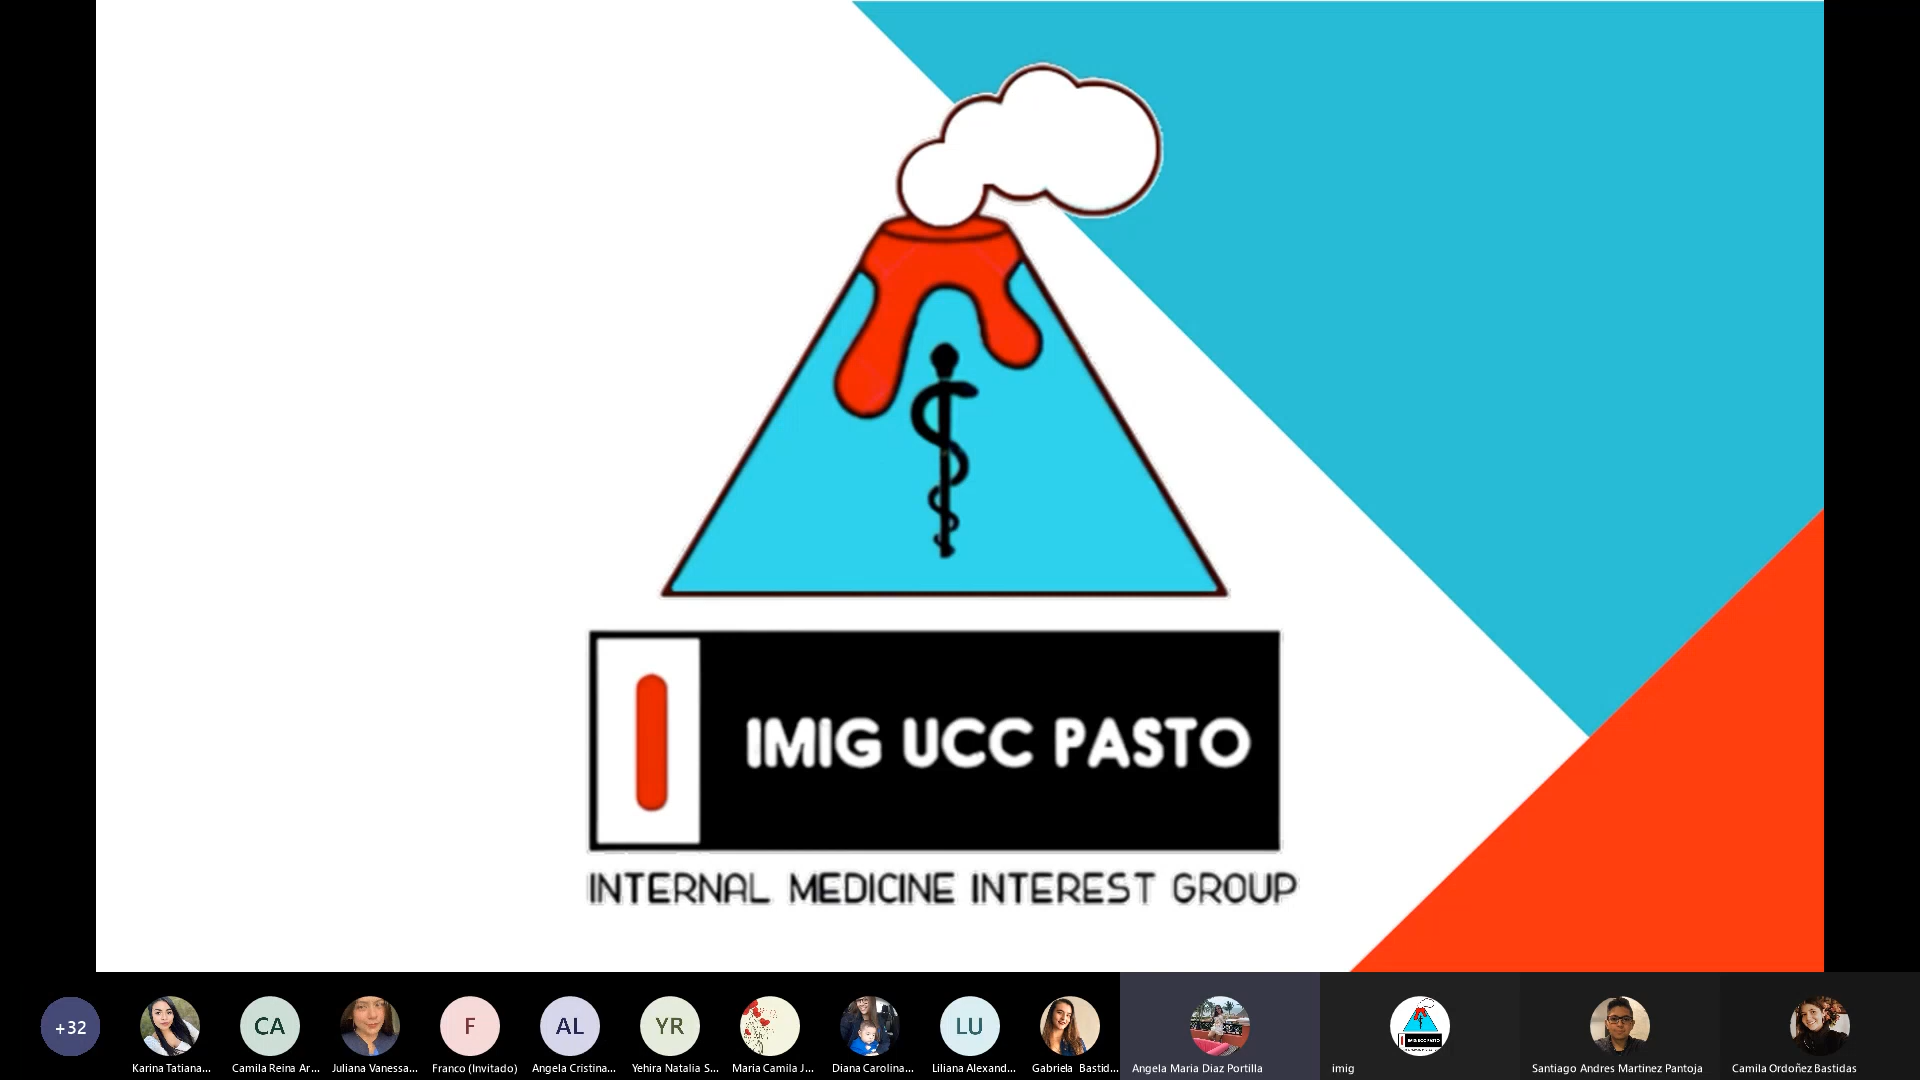 IMIG UCC PASTO
INTERNAL MEDICINE INTEREST GROUP
+32
CA
F
AL
YR
LU
Karina Tatiana...
Camila Reina Ar...
Juliana Vanessa...
Franco (Invitado)
Angela Cristina...
Yehira Natalia S...
Maria Camila J...
Diana Carolina...
Liliana Alexand...
Gabriela Bastid...
Angela Maria Diaz Portilla
imig
Santiago Andres Martinez Pantoja
Camila Ordoñez Bastidas